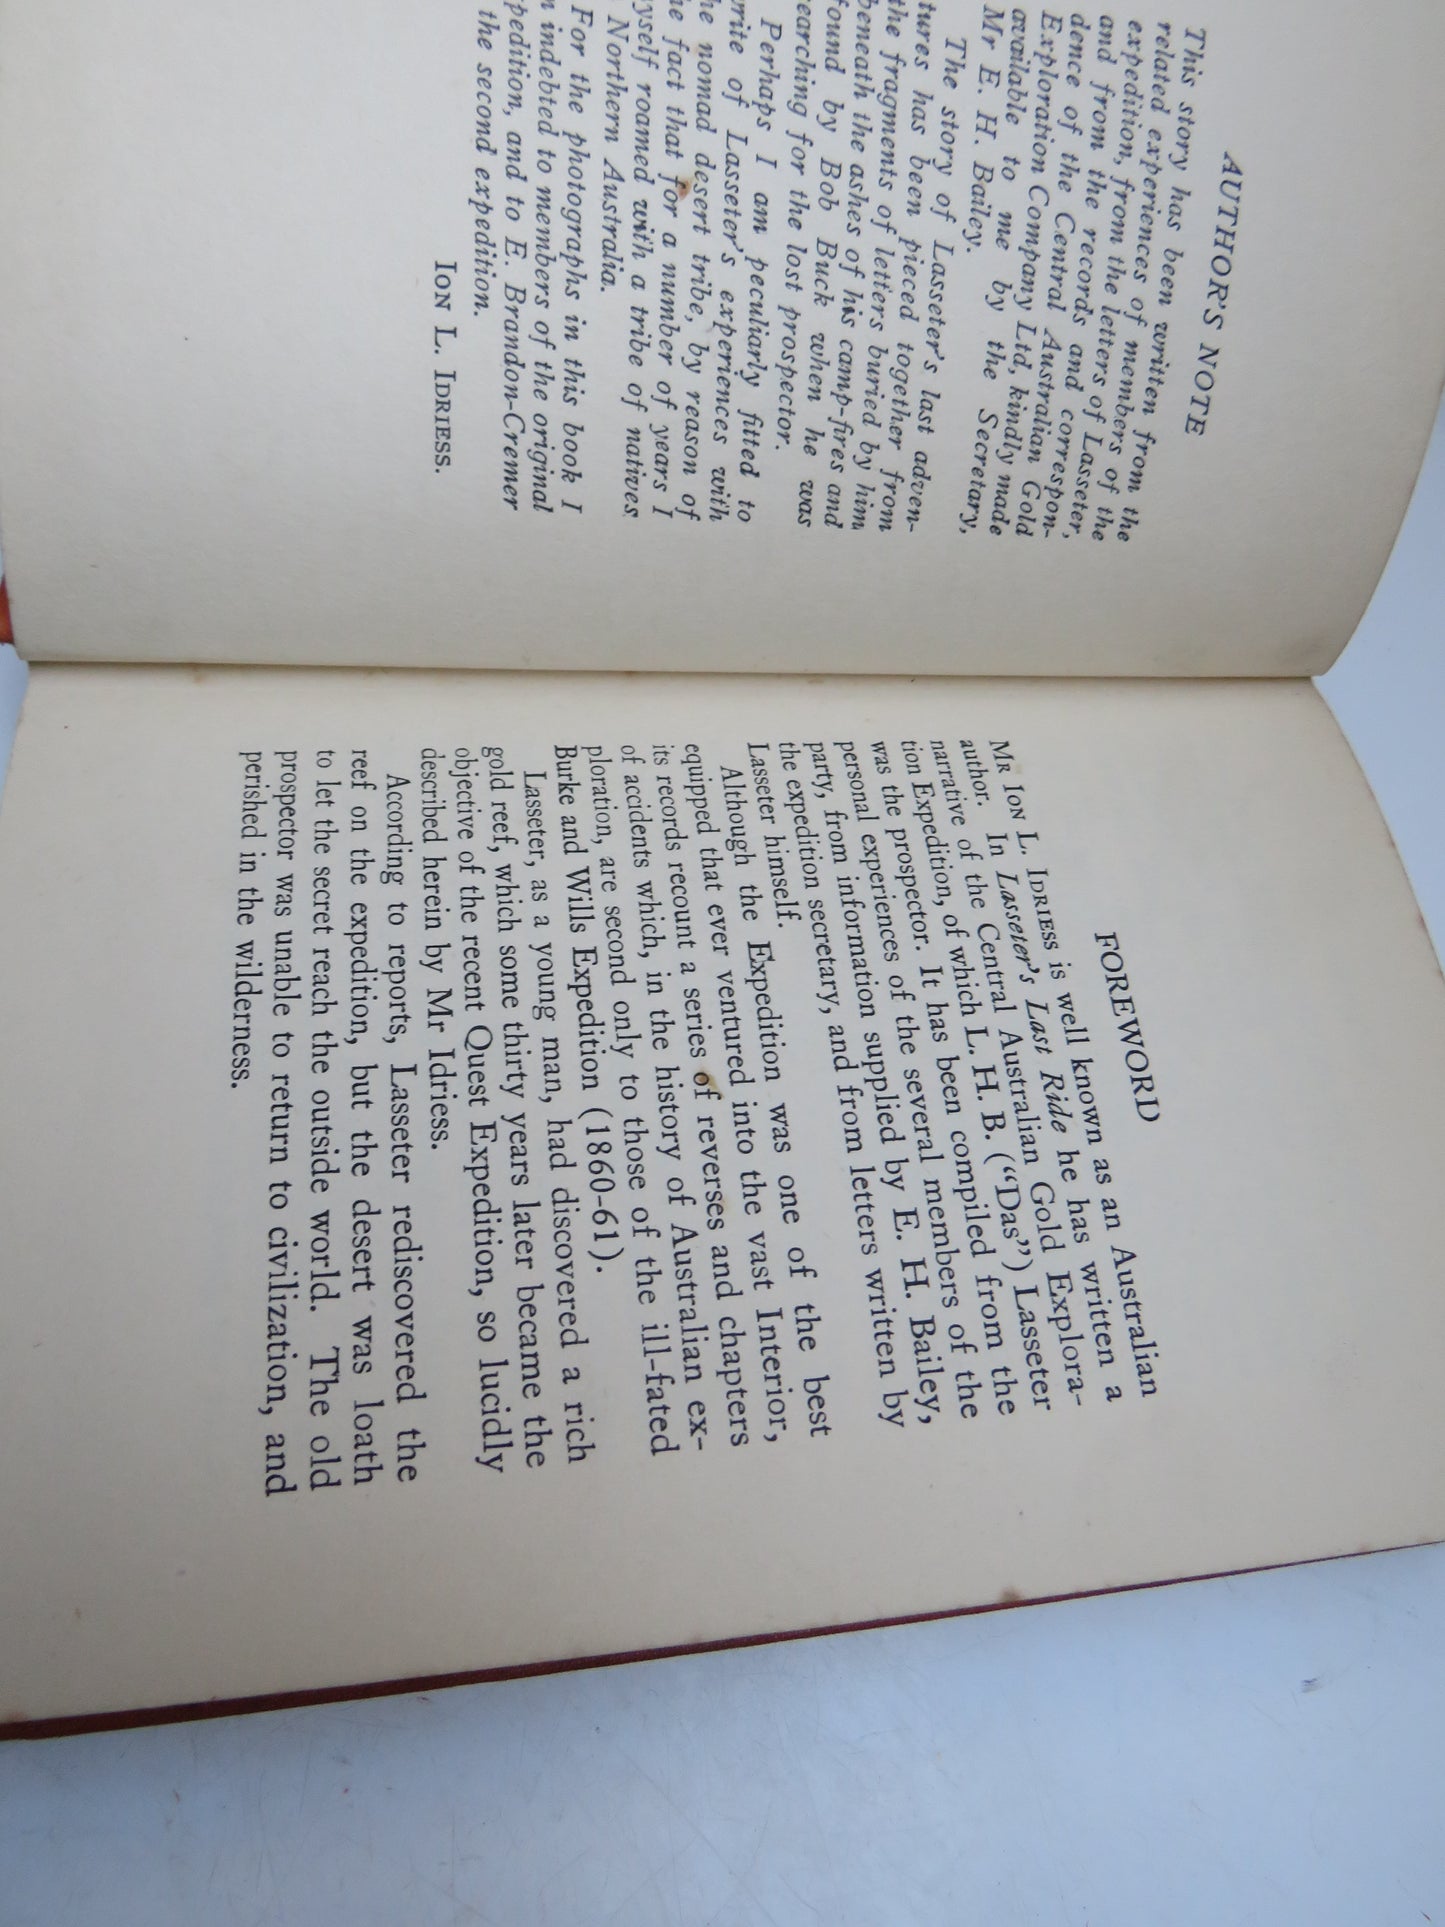 AUTHOR'S NOTE
This story has been written from the
related experiences of members of the
expedition, from the letters of Lasseter,
and from the records and correspon-
dence of the Central Australian Gold
Exploration Company Ltd, kindly made
available to me by the Secretary,
Mr E. H. Bailey.
The story of Lasseter's last adven-
tures has been pieced together from
the fragments of letters buried by him
beneath the ashes of his camp-fires and
found by Bob Buck when he was
earching for the lost prospector.
Perhaps I am peculiarly fitted to
rite of Lasseter's experiences with
he nomad desert tribe, by reason of
he fact that for a number of years I
yself roamed with a tribe of natives
Northern Australia.
For the photographs in this book I
indebted to members of the original
pedition, and to E. Brandon-Cremer
the second expedition.
ION L. IDRIESS.
FOREWORD
MR ION L. IDRIESS is well known as an Australian
author. In Lasseter's Last Ride he has written a
narrative of the Central Australian Gold Explora-
tion Expedition, of which L. H. B. ("Das") Lasseter
was the prospector. It has been compiled from the
personal experiences of the several members of the
party, from information supplied by E. H. Bailey,
the expedition secretary, and from letters written by
Lasseter himself.
Although the Expedition was one of the best
equipped that ever ventured into the vast Interior,
its records recount a series of reverses and chapters
of accidents which, in the history of Australian ex-
ploration, are second only to those of the ill-fated
Burke and Wills Expedition (1860-61).
Lasseter, as a young man, had discovered a rich
gold reef, which some thirty years later became the
objective of the recent Quest Expedition, so lucidly
described herein by Mr Idriess.
According to reports, Lasseter rediscovered the
reef on the expedition, but the desert was loath
to let the secret reach the outside world. The old
prospector was unable to return to civilization, and
perished in the wilderness.